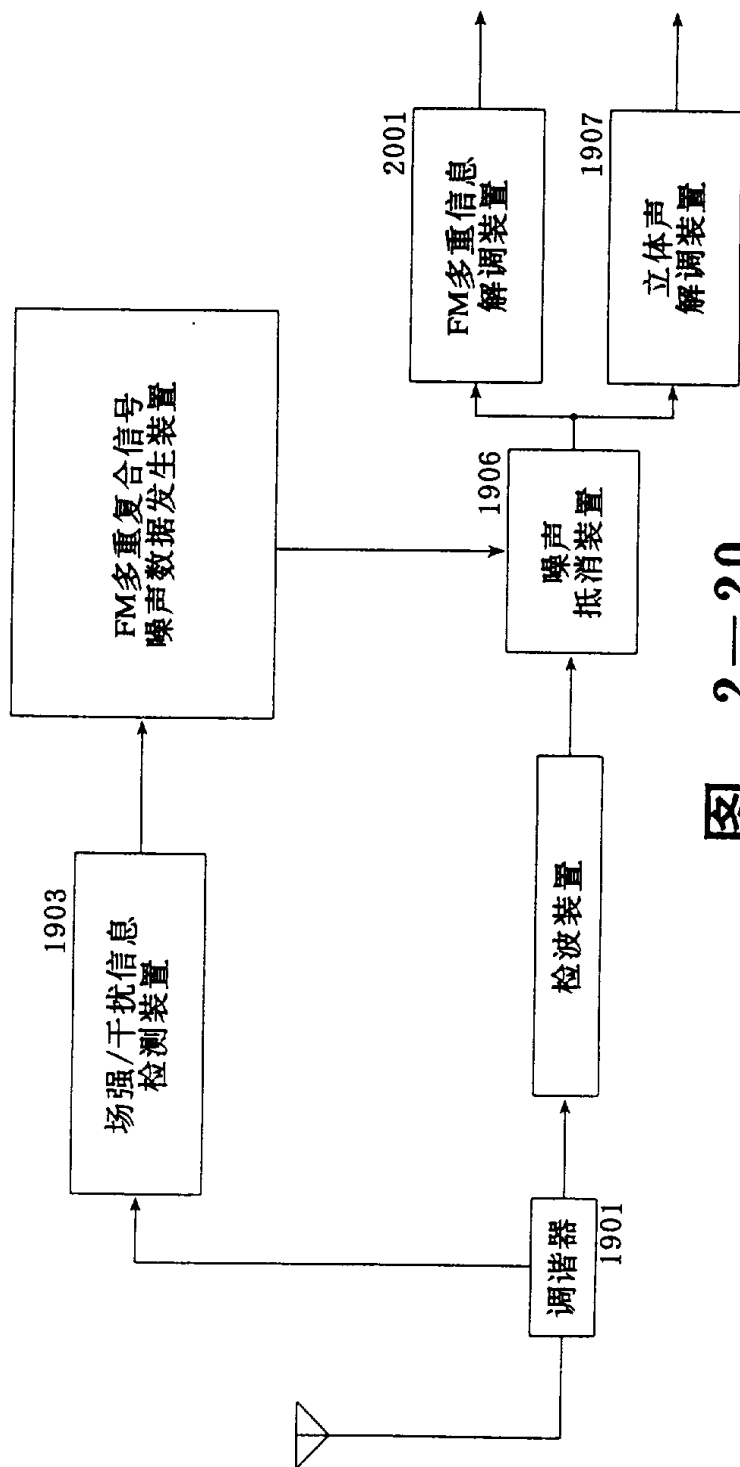 1903
场强/干扰信息
检测装置
FM多重复合信号
噪声数据发生装置
调谐器
1901
检波装置
1906
噪声
抵消装置
2001
FM多重信息
解调装置
1907
立体声
解调装置
图 2—20